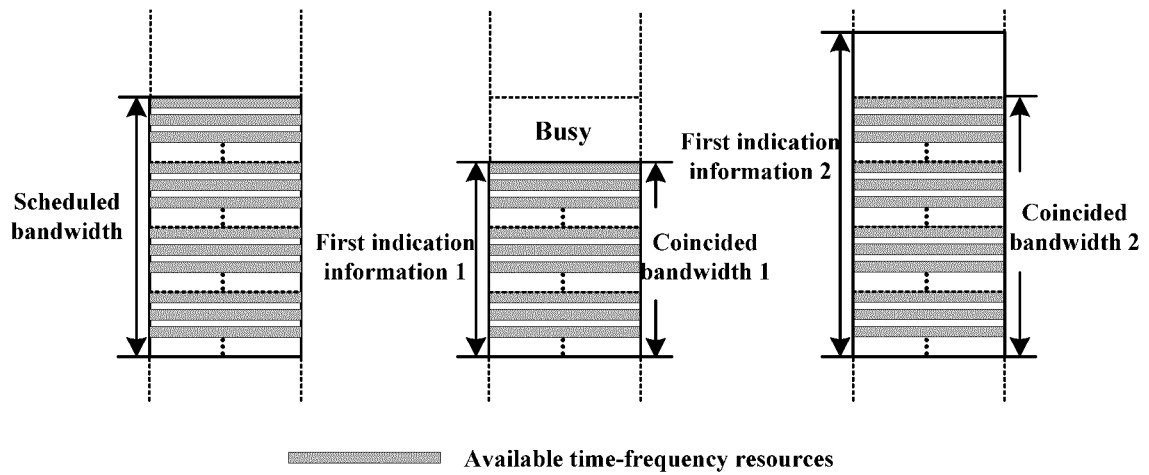 Scheduled
bandwidth
Busy
First indication
information 1
Coincided
bandwidth 1
First indication
information 2
Coincided
bandwidth 2
Available time-frequency resources